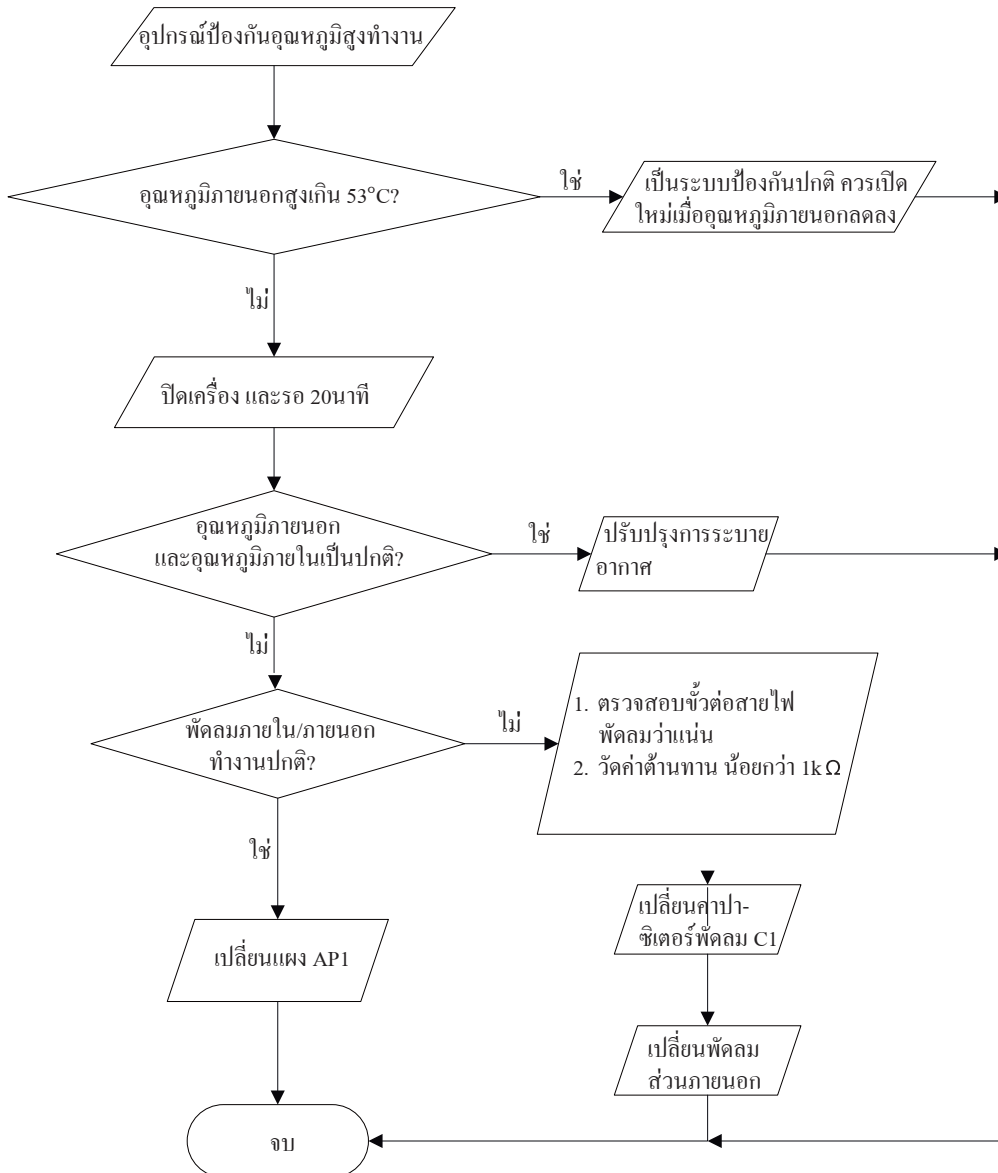 อุปกรณ์ป้องกันอุณหภูมิสูงทำงาน
อุณหภูมิภายนอกสูงเกิน 53°C?
ใช่
เป็นระบบป้องกันปกติ ควรเปิด
ใหม่เมื่ออุณหภูมิภายนอกลดลง
ไม่
ปิดเครื่อง และรอ 20นาที
อุณหภูมิภายนอก
และอุณหภูมิภายในเป็นปกติ?
ใช่
ปรับปรุงการระบาย
อากาศ
ไม่
พัดลมภายใน/ภายนอก
ทำงานปกติ?
ไม่
1. ตรวจสอบขั้วต่อสายไฟ
พัดลมว่าแน่น
2. วัดค่าต้านทาน น้อยกว่า 1kΩ
ใช่
เปลี่ยนคาปา-
ซิเตอร์พัดลม C1
เปลี่ยนแผง AP1
เปลี่ยนพัดลม
ส่วนภายนอก
จบ